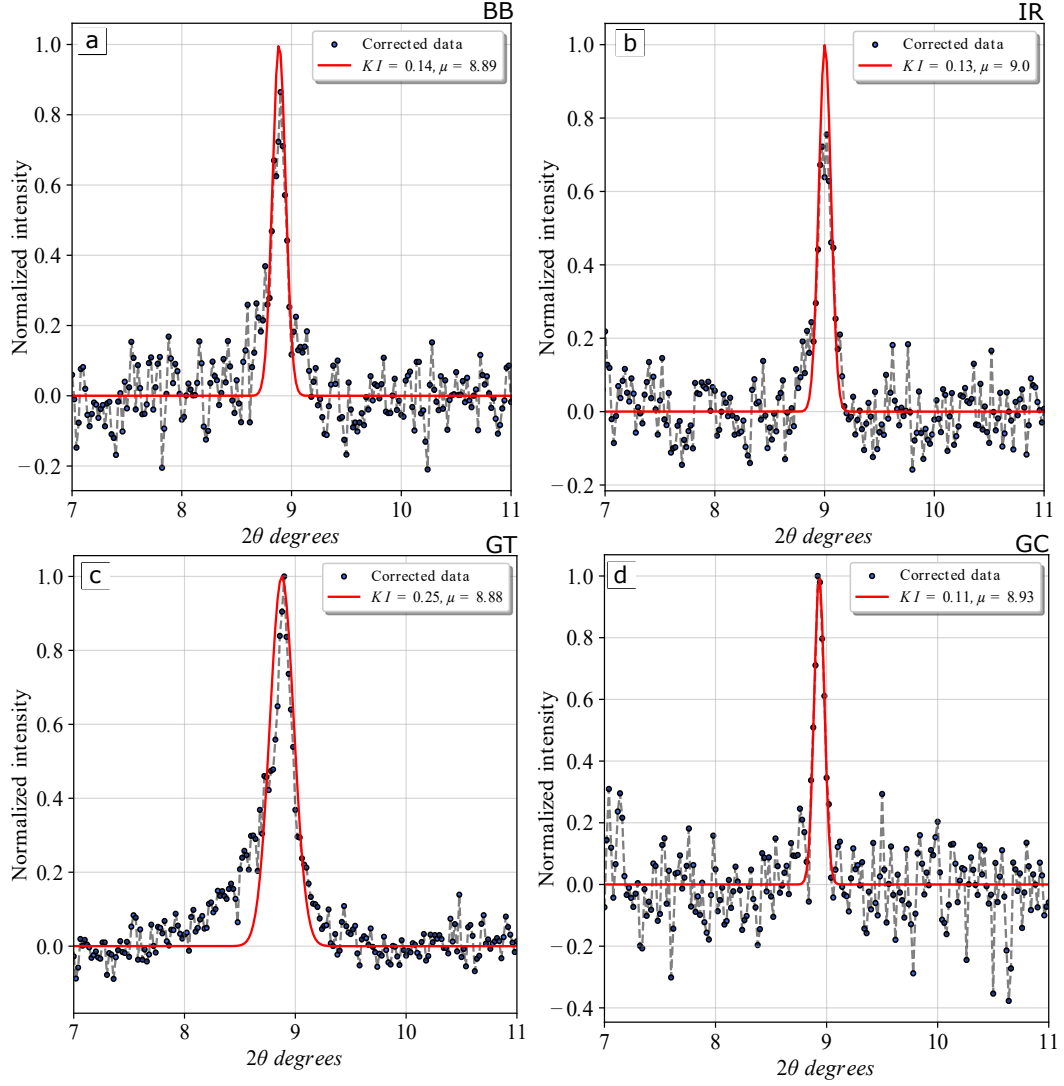 BB
a
Corrected data
KI = 0.14, μ = 8.89
Normalized intensity
1.0
0.8
0.6
0.4
0.2
0.0
−0.2
7
8
9
10
11
2θ degrees
IR
b
Corrected data
KI = 0.13, μ = 9.0
Normalized intensity
1.0
0.8
0.6
0.4
0.2
0.0
−0.2
7
8
9
10
11
2θ degrees
GT
c
Corrected data
KI = 0.25, μ = 8.88
Normalized intensity
1.0
0.8
0.6
0.4
0.2
0.0
7
8
9
10
11
2θ degrees
GC
d
Corrected data
KI = 0.11, μ = 8.93
Normalized intensity
1.0
0.8
0.6
0.4
0.2
0.0
−0.2
−0.4
7
8
9
10
11
2θ degrees